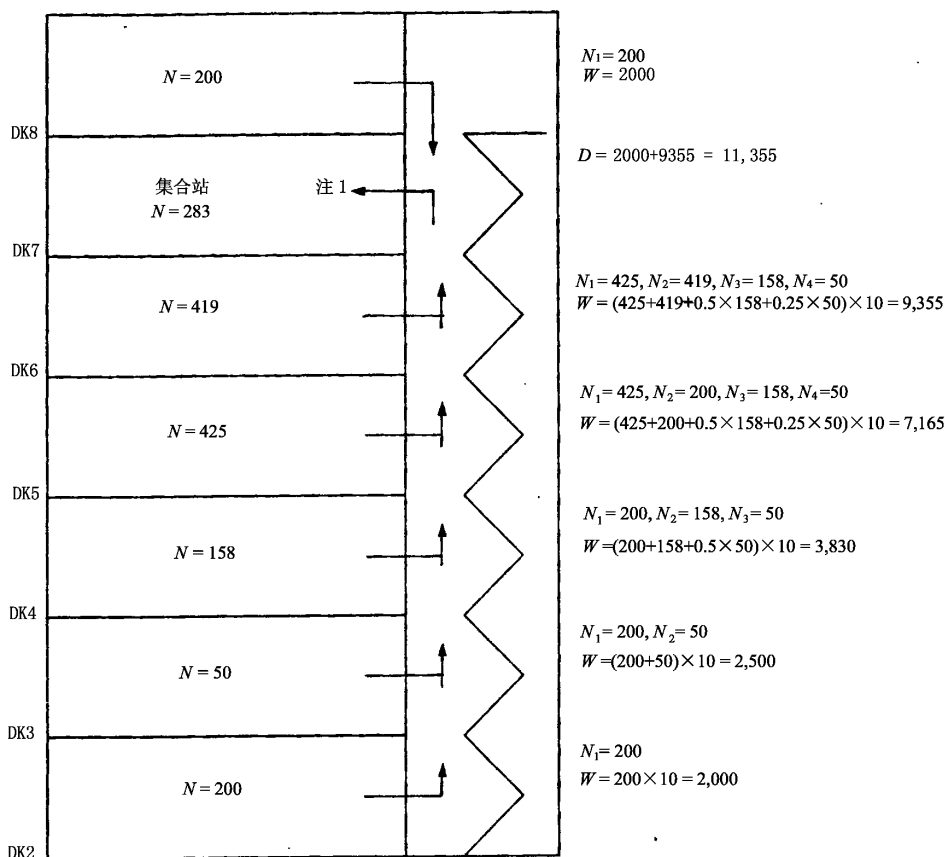 N = 200
N1 = 200
W = 2000
DK8
D = 2000+9355 = 11,355
集合站
N = 283
注 1
DK7
N = 419
N₁ = 425, N₂ = 419, N₃ = 158, N₄ = 50
W = (425+419+0.5×158+0.25×50)×10 = 9,355
DK6
N = 425
N₁ = 425, N₂ = 200, N₃ = 158, N₄ =50
W = (425+200+0.5×158+0.25×50)×10 = 7,165
DK5
N = 158
N₁ = 200, N₂ = 158, N₃ = 50
W =(200+158+0.5×50)×10 = 3,830
DK4
N = 50
N₁ = 200, N₂= 50
W =(200+50)×10 = 2,500
DK3
N = 200
N₁= 200
W = 200×10 = 2,000
DK2